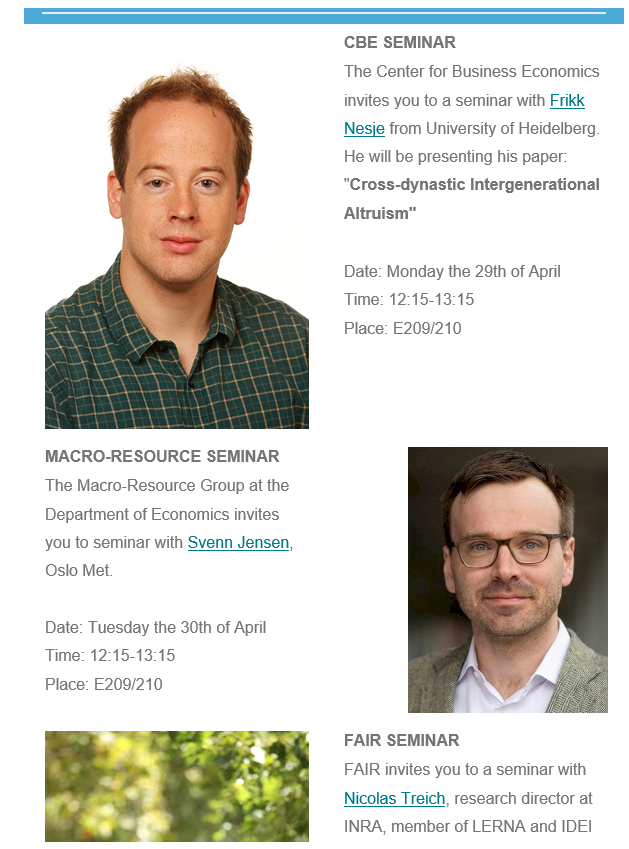 CBE SEMINAR
The Center for Business Economics
invites you to a seminar with Frikk
Nesje from University of Heidelberg.
He will be presenting his paper:
"Cross-dynastic Intergenerational
Altruism"
Date: Monday the 29th of April
Time: 12:15-13:15
Place: E209/210
MACRO-RESOURCE SEMINAR
The Macro-Resource Group at the
Department of Economics invites
you to seminar with Svenn Jensen,
Oslo Met.
Date: Tuesday the 30th of April
Time: 12:15-13:15
Place: E209/210
FAIR SEMINAR
FAIR invites you to a seminar with
Nicolas Treich, research director at
INRA, member of LERNA and IDEI